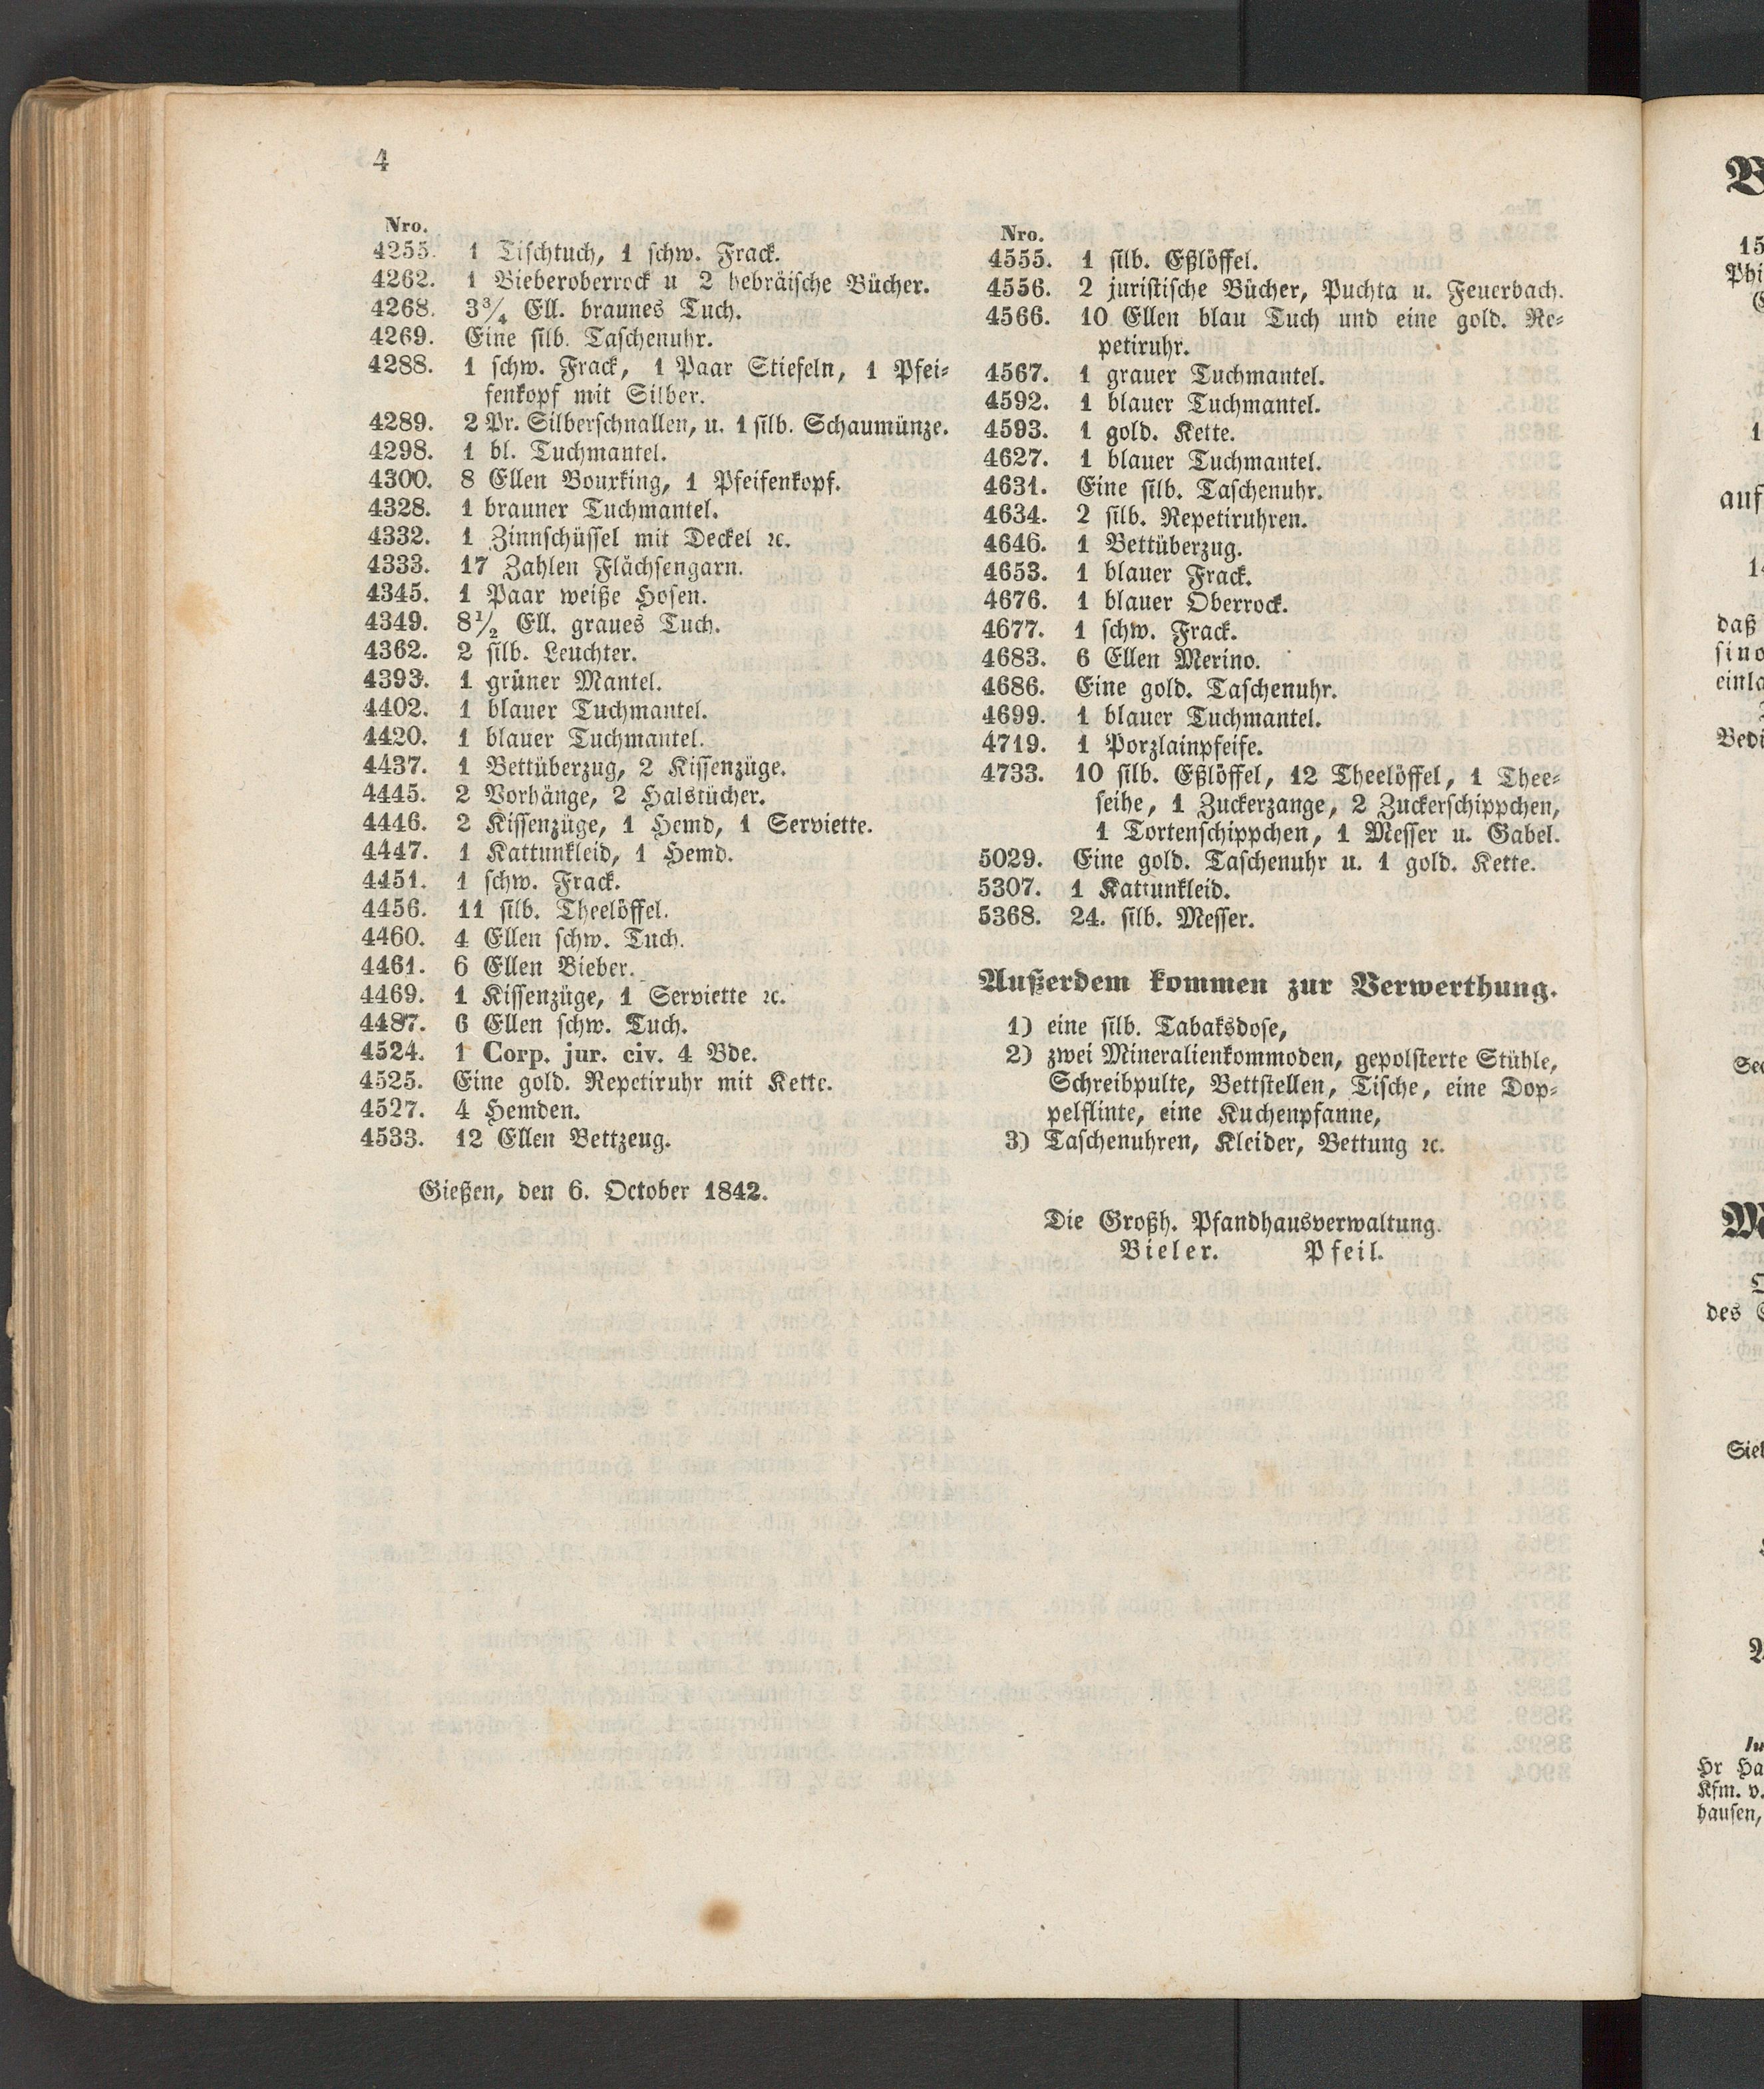 4
Nro.
4255. 1 Tischtuch, 1 schw. Frack.
4262. 1 Bieberoberrock u 2 hebräische Bücher.
4268. 3¾ Ell. braunes Tuch.
4269. Eine silb. Taschenuhr.
4288. 1 schw. Frack, 1 Paar Stiefeln, 1 Pfei-
fenkopf mit Silber.
4289. 2 Pr. Silberschnallen, u. 1 silb. Schaumünze.
4298. 1 bl. Tuchmantel.
4300. 8 Ellen Bourking, 1 Pfeifenkopf.
4328. 1 brauner Tuchmantel.
4332. 1 Zinnschüssel mit Deckel ꝛc.
4333. 17 Zahlen Flächsengarn.
4345. 1 Paar weiße Hosen.
4349. 8½ Ell. graues Tuch.
4362. 2 silb. Leuchter.
4393. 1 grüner Mantel.
4402. 1 blauer Tuchmantel.
4420. 1 blauer Tuchmantel.
4437. 1 Bettüberzug, 2 Kissenzüge.
4445. 2 Vorhänge, 2 Halstücher.
4446. 2 Kissenzüge, 1 Hemd, 1 Serviette.
4447. 1 Kattunkleid, 1 Hemd.
4451. 1 schw. Frack.
4456. 11 silb. Theelöffel.
4460. 4 Ellen schw. Tuch.
4461. 6 Ellen Bieber.
4469. 1 Kissenzüge, 1 Serviette ꝛc.
4487. 6 Ellen schw. Tuch.
4524. 1 Corp. jur. civ. 4 Bde.
4525. Eine gold. Repetiruhr mit Kette.
4527. 4 Hemden.
4533. 12 Ellen Bettzeug.
Gießen, den 6. October 1842.
Nro.
4555. 1 silb. Eßlöffel.
4556. 2 juristische Bücher, Puchta u. Feuerbach.
4566. 10 Ellen blau Tuch und eine gold. Re-
petiruhr.
4567. 1 grauer Tuchmantel.
4592. 1 blauer Tuchmantel.
4593. 1 gold. Kette.
4627. 1 blauer Tuchmantel.
4631. Eine silb. Taschenuhr.
4634. 2 silb. Repetiruhren.
4646. 1 Bettüberzug.
4653. 1 blauer Frack.
4676. 1 blauer Oberrock.
4677. 1 schw. Frack.
4683. 6 Ellen Merino.
4686. Eine gold. Taschenuhr.
4699. 1 blauer Tuchmantel.
4719. 1 Porzlainpfeife.
4733. 10 silb. Eßlöffel, 12 Theelöffel, 1 Thee-
seihe, 1 Zuckerzange, 2 Zuckerschippchen,
1 Tortenschippchen, 1 Messer u. Gabel.
5029. Eine gold. Taschenuhr u. 1 gold. Kette.
5307. 1 Kattunkleid.
5368. 24. silb. Messer.
Außerdem kommen zur Verwerthung.
1) eine silb. Tabaksdose,
2) zwei Mineralienkommoden, gepolsterte Stühle,
Schreibpulte, Bettstellen, Tische, eine Dop-
pelflinte, eine Kuchenpfanne,
3) Taschenuhren, Kleider, Bettung ꝛc.
Die Großh. Pfandhausverwaltung.
Bieler. Pfeil.
15
Phi
1
auf
14
daß
sind
einla
Bedi
des
Hr Ha
Kfm. v.
hausen,